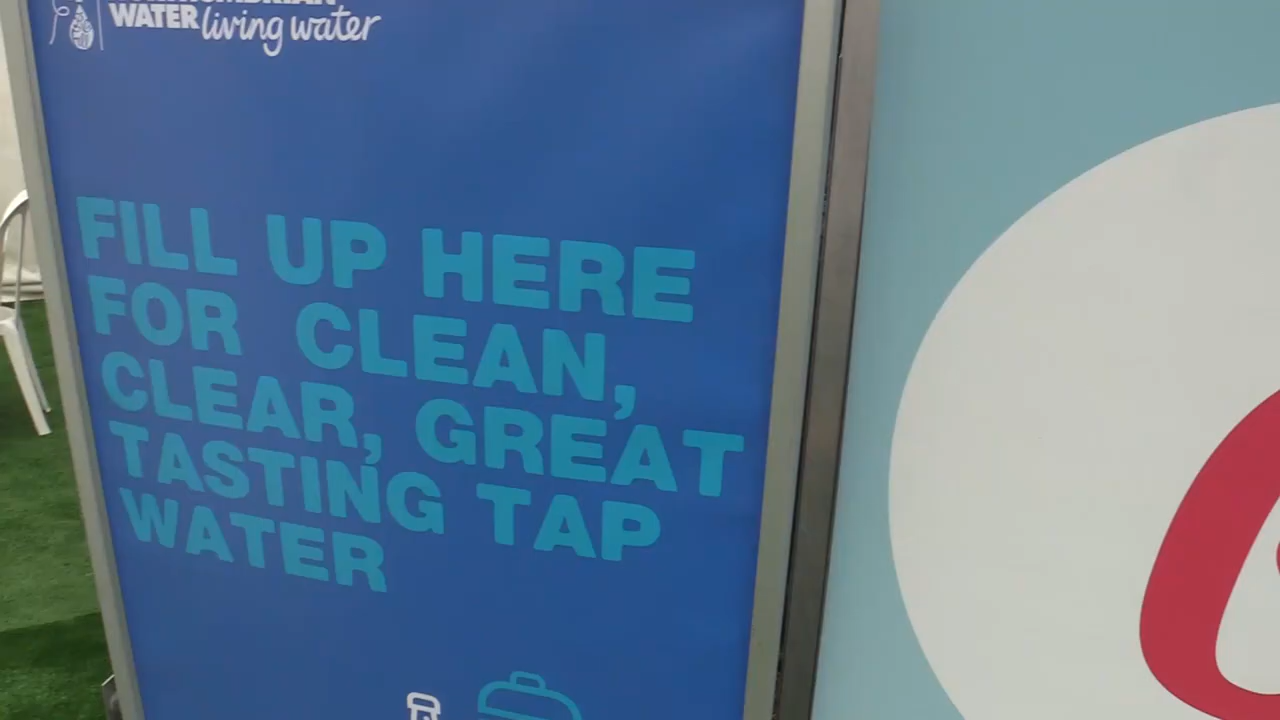 WATER living water
FILL UP HERE
FOR CLEAN,
CLEAR, GREAT
TASTING TAP
WATER